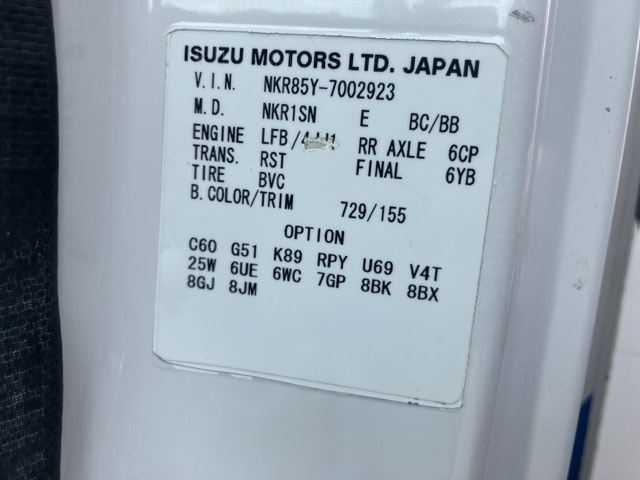 ISUZU MOTORS LTD. JAPAN
V.I.N. NKR85Y-7002923
M.D. NKR1SN E BC/BB
ENGINE LFB/4JJ1 RR AXLE 6CP
TRANS. RST FINAL 6YB
TIRE BVC
B.COLOR/TRIM 729/155
OPTION
C60 G51 K89 RPY U69 V4T
25W 6UE 6WC 7GP 8BK 8BX
8GJ 8JM